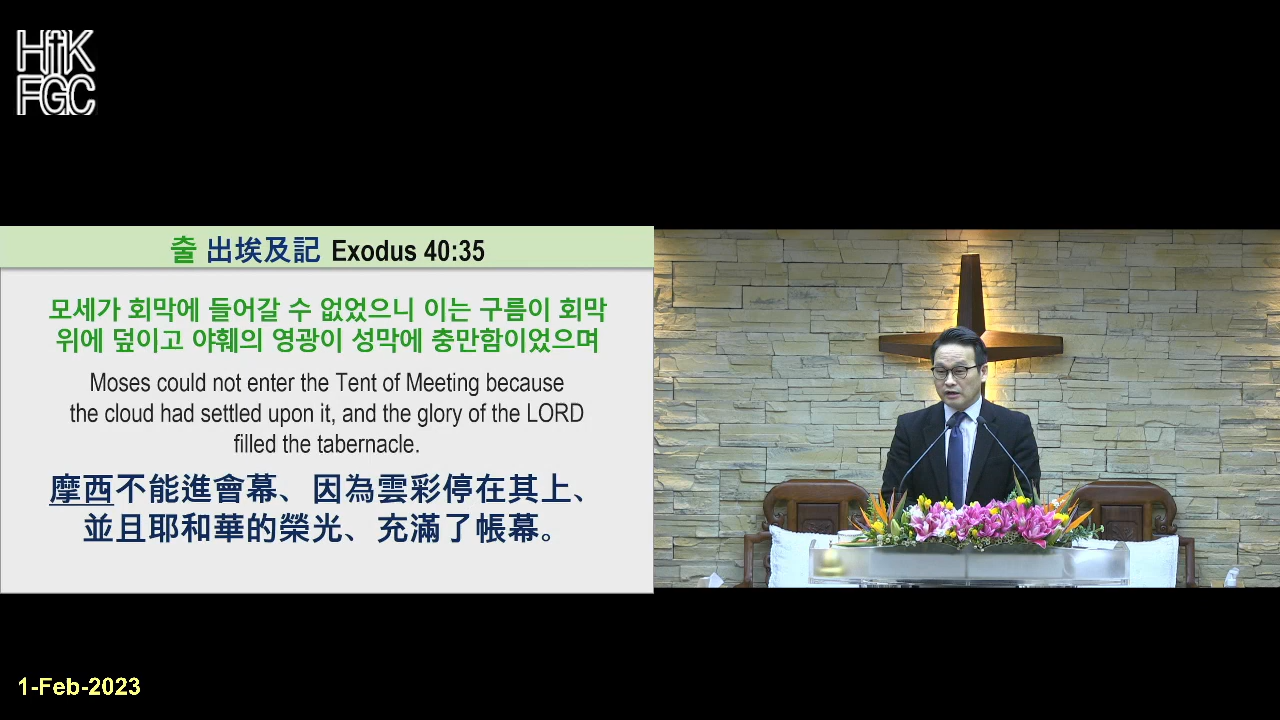 HfK
FGC
출 出埃及記 Exodus 40:35
모세가 회막에 들어갈 수 없었으니 이는 구름이 회막
위에 덮이고 야훼의 영광이 성막에 충만함이었으며
Moses could not enter the Tent of Meeting because
the cloud had settled upon it, and the glory of the LORD
filled the tabernacle.
摩西不能進會幕、因為雲彩停在其上、
並且耶和華的榮光、充滿了帳幕。
1-Feb-2023